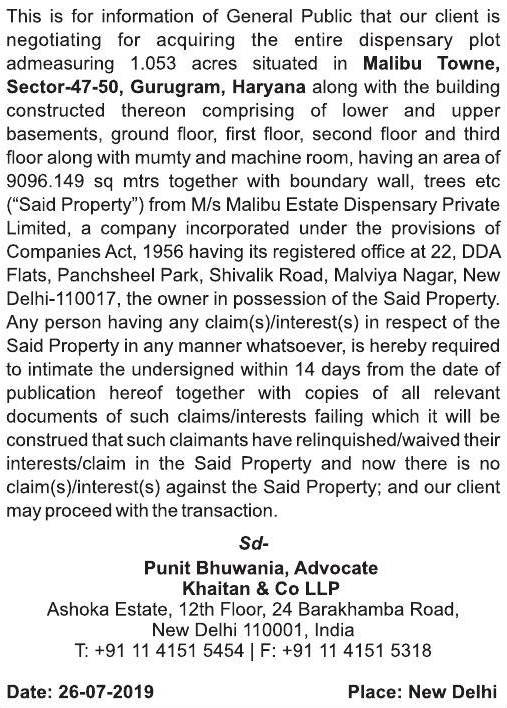 This is for information of General Public that our client is
negotiating for acquiring the entire dispensary plot
admeasuring 1.053 acres situated in Malibu Towne,
Sector-47-50, Gurugram, Haryana along with the building
constructed thereon comprising of lower and upper
basements, ground floor, first floor, second floor and third
floor along with mumty and machine room, having an area of
9096.149 sq mtrs together with boundary wall, trees etc
(“Said Property”) from M/s Malibu Estate Dispensary Private
Limited, a company incorporated under the provisions of
Companies Act, 1956 having its registered office at 22, DDA
Flats, Panchsheel Park, Shivalik Road, Malviya Nagar, New
Delhi-110017, the owner in possession of the Said Property.
Any person having any claim(s)/interest(s) in respect of the
Said Property in any manner whatsoever, is hereby required
to intimate the undersigned within 14 days from the date of
publication hereof together with copies of all relevant
documents of such claims/interests failing which it will be
construed that such claimants have relinquished/waived their
interests/claim in the Said Property and now there is no
claim(s)/interest(s) against the Said Property; and our client
may proceed with the transaction.
Sd-
Punit Bhuwania, Advocate
Khaitan & Co LLP
Ashoka Estate, 12th Floor, 24 Barakhamba Road,
New Delhi 110001, India
T: +91 11 4151 5454 | F: +91 11 4151 5318
Date: 26-07-2019 Place: New Delhi